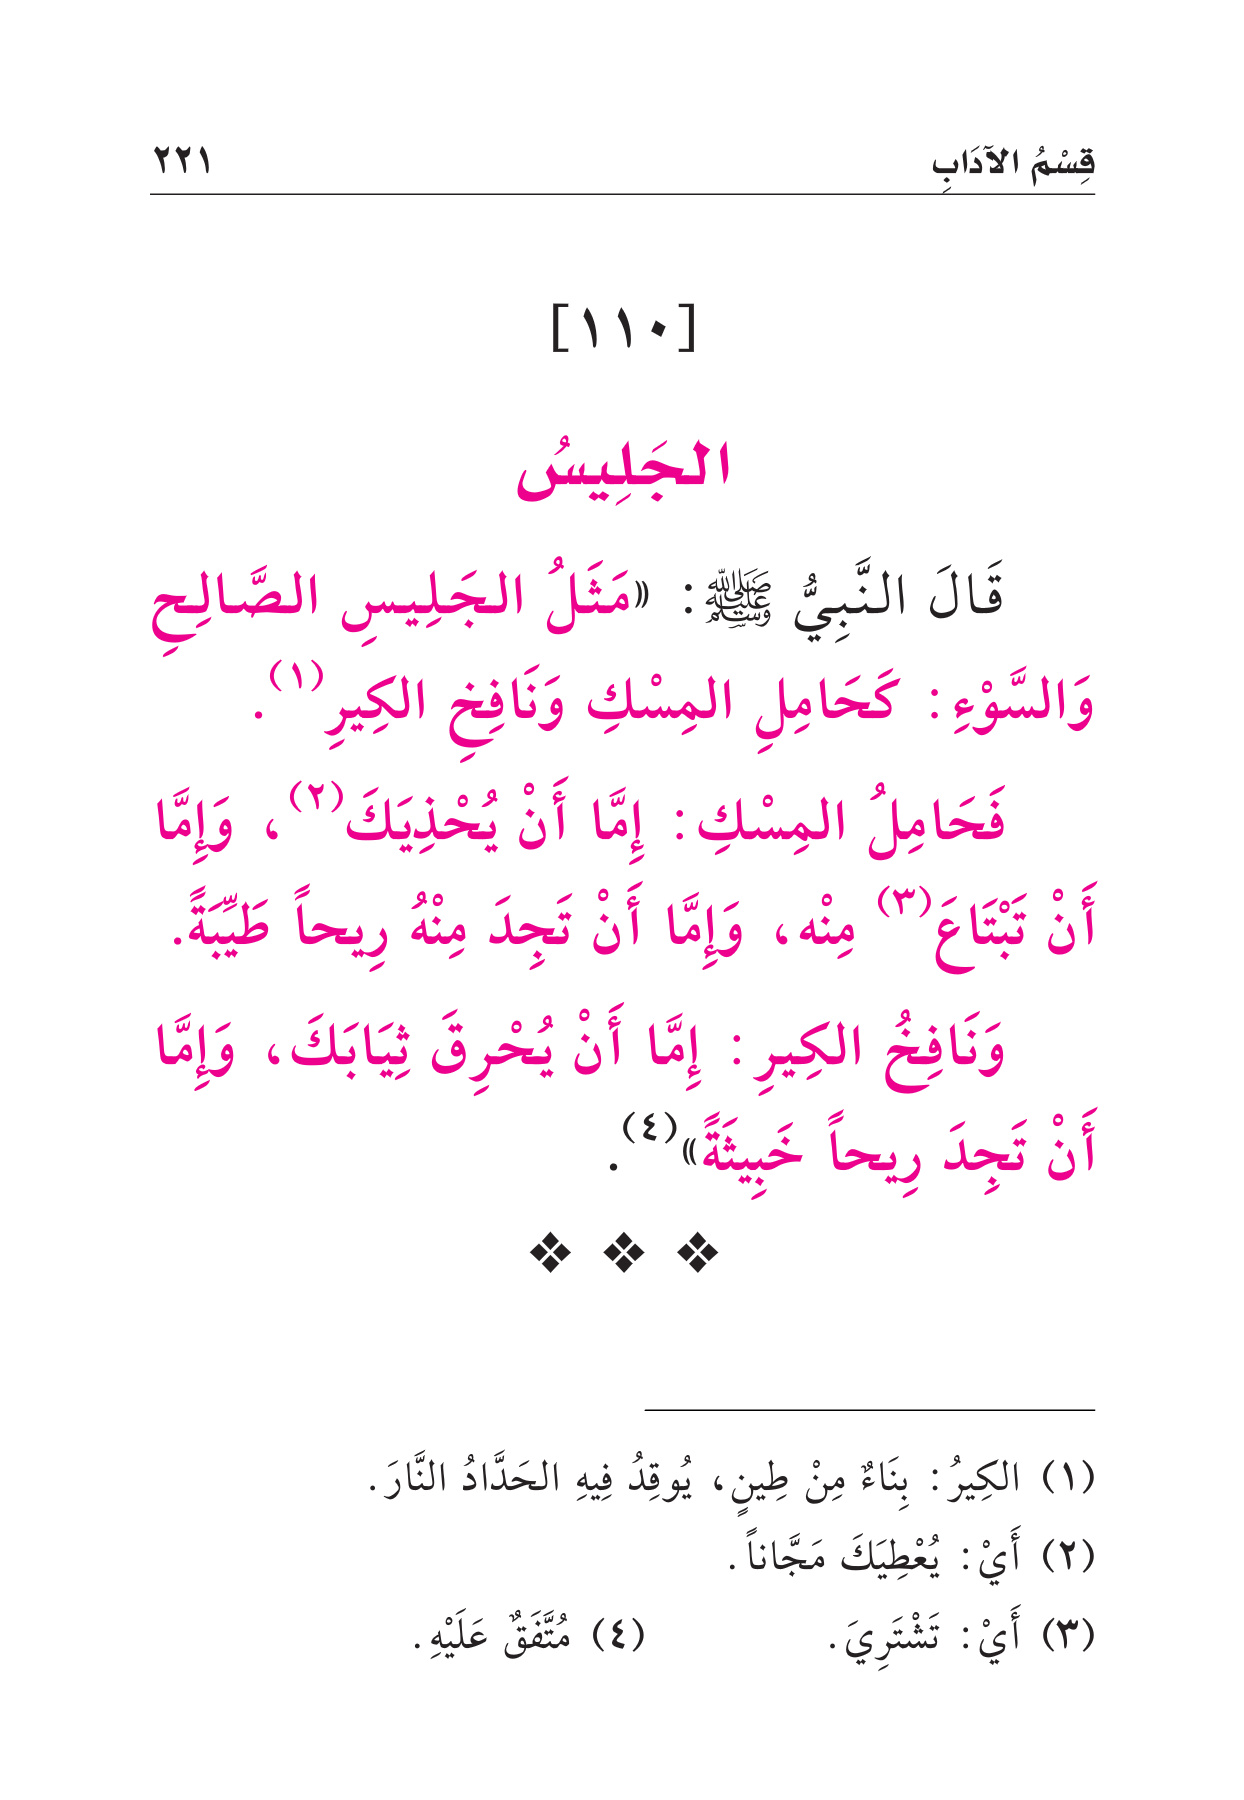 قِسْمُ الآدَابِ ٢٢١
[١١٠]
الجَلِيسُ
قَالَ النَّبِيُّ ﷺ: «مَثَلُ الجَلِيسِ الصَّالِحِ
وَالسَّوْءِ: كَحَامِلِ المِسْكِ وَنَافِخِ الكِيرِ(١).
فَحَامِلُ المِسْكِ: إِمَّا أَنْ يُحْذِيَكَ(٢)، وَإِمَّا
أَنْ تَبْتَاعَ(٣) مِنْه، وَإِمَّا أَنْ تَجِدَ مِنْهُ رِيحاً طَيِّبَةً.
وَنَافِخُ الكِيرِ: إِمَّا أَنْ يُحْرِقَ ثِيَابَكَ، وَإِمَّا
أَنْ تَجِدَ رِيحاً خَبِيثَةً»(٤).
(١) الكِيرُ: بِنَاءٌ مِنْ طِينٍ، يُوقِدُ فِيهِ الحَدَّادُ النَّارَ.
(٢) أَيْ: يُعْطِيَكَ مَجَّاناً.
(٣) أَيْ: تَشْتَرِيَ. (٤) مُتَّفَقٌ عَلَيْهِ.